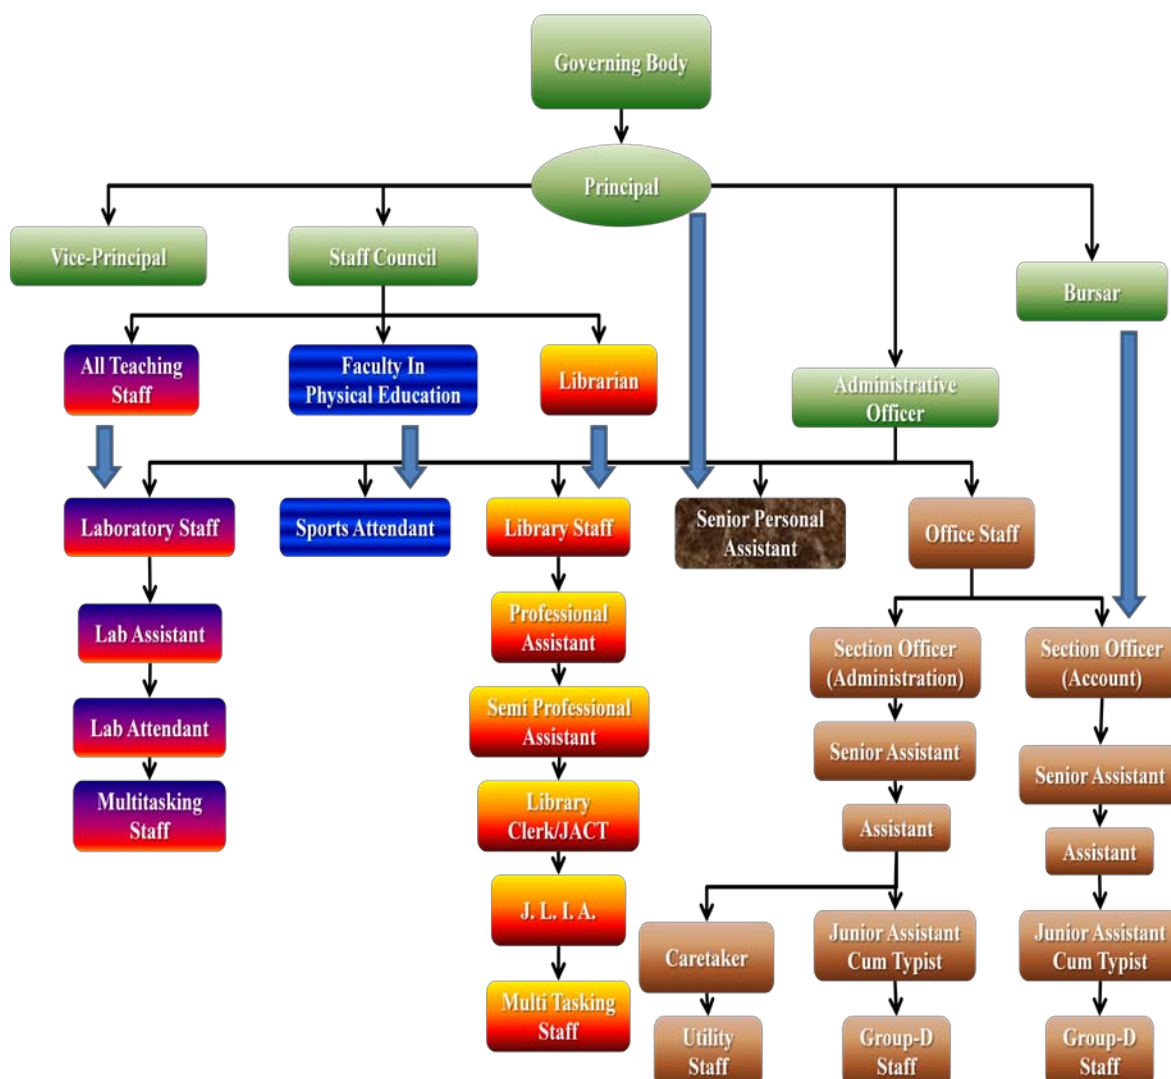 Governing Body
Principal
Vice-Principal
Staff Council
Bursar
All Teaching
Staff
Faculty In
Physical Education
Librarian
Administrative
Officer
Laboratory Staff
Sports Attendant
Library Staff
Senior Personal
Assistant
Office Staff
Lab Assistant
Professional
Assistant
Section Officer
(Administration)
Section Officer
(Account)
Lab Attendant
Semi Professional
Assistant
Senior Assistant
Senior Assistant
Multitasking
Staff
Library
Clerk/JACT
Assistant
Assistant
J. L. I. A.
Caretaker
Junior Assistant
Cum Typist
Junior Assistant
Cum Typist
Multi Tasking
Staff
Utility
Staff
Group-D
Staff
Group-D
Staff